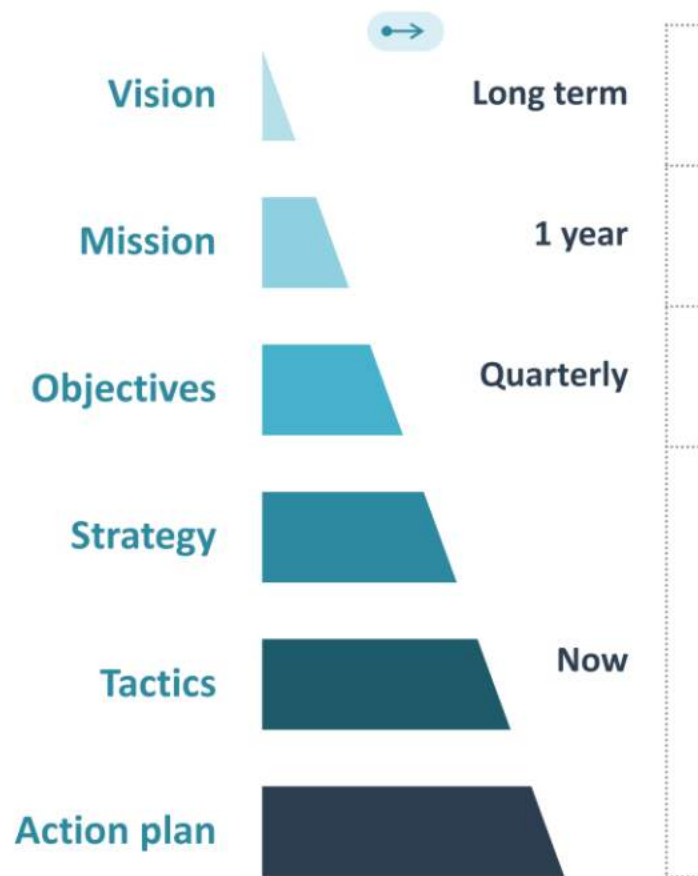 Vision
Long term
Mission
1 year
Objectives
Quarterly
Strategy
Tactics
Now
Action plan